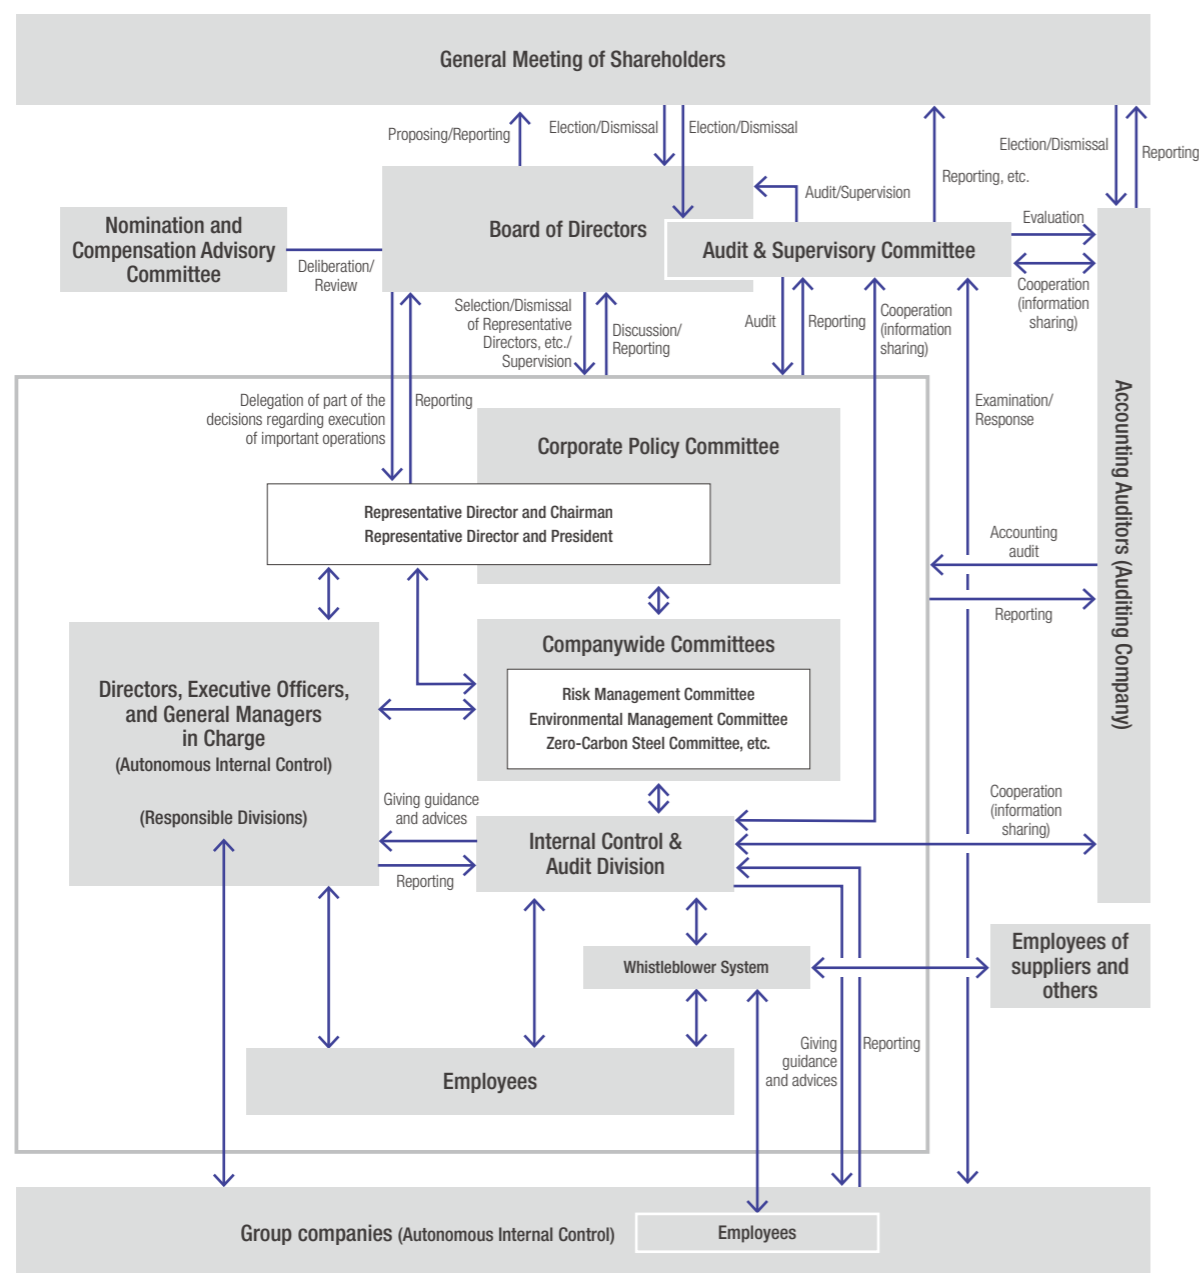 General Meeting of Shareholders
Proposing/Reporting
Election/Dismissal
Election/Dismissal
Reporting, etc.
Election/Dismissal
Reporting
Nomination and
Compensation Advisory
Committee
Deliberation/
Review
Board of Directors
Audit/Supervision
Audit & Supervisory Committee
Evaluation
Cooperation
(information
sharing)
Selection/Dismissal
of Representative
Directors, etc./
Supervision
Discussion/
Reporting
Audit
Reporting
Cooperation
(information
sharing)
Delegation of part of the
decisions regarding execution
of important operations
Reporting
Examination/
Response
Accounting Auditors (Auditing Company)
Corporate Policy Committee
Representative Director and Chairman
Representative Director and President
Accounting
audit
Reporting
Directors, Executive Officers,
and General Managers
in Charge
(Autonomous Internal Control)
(Responsible Divisions)
Companywide Committees
Risk Management Committee
Environmental Management Committee
Zero-Carbon Steel Committee, etc.
Giving guidance
and advices
Reporting
Internal Control &
Audit Division
Cooperation
(information
sharing)
Whistleblower System
Employees of
suppliers and
others
Giving
guidance
and advices
Reporting
Employees
Group companies (Autonomous Internal Control)
Employees